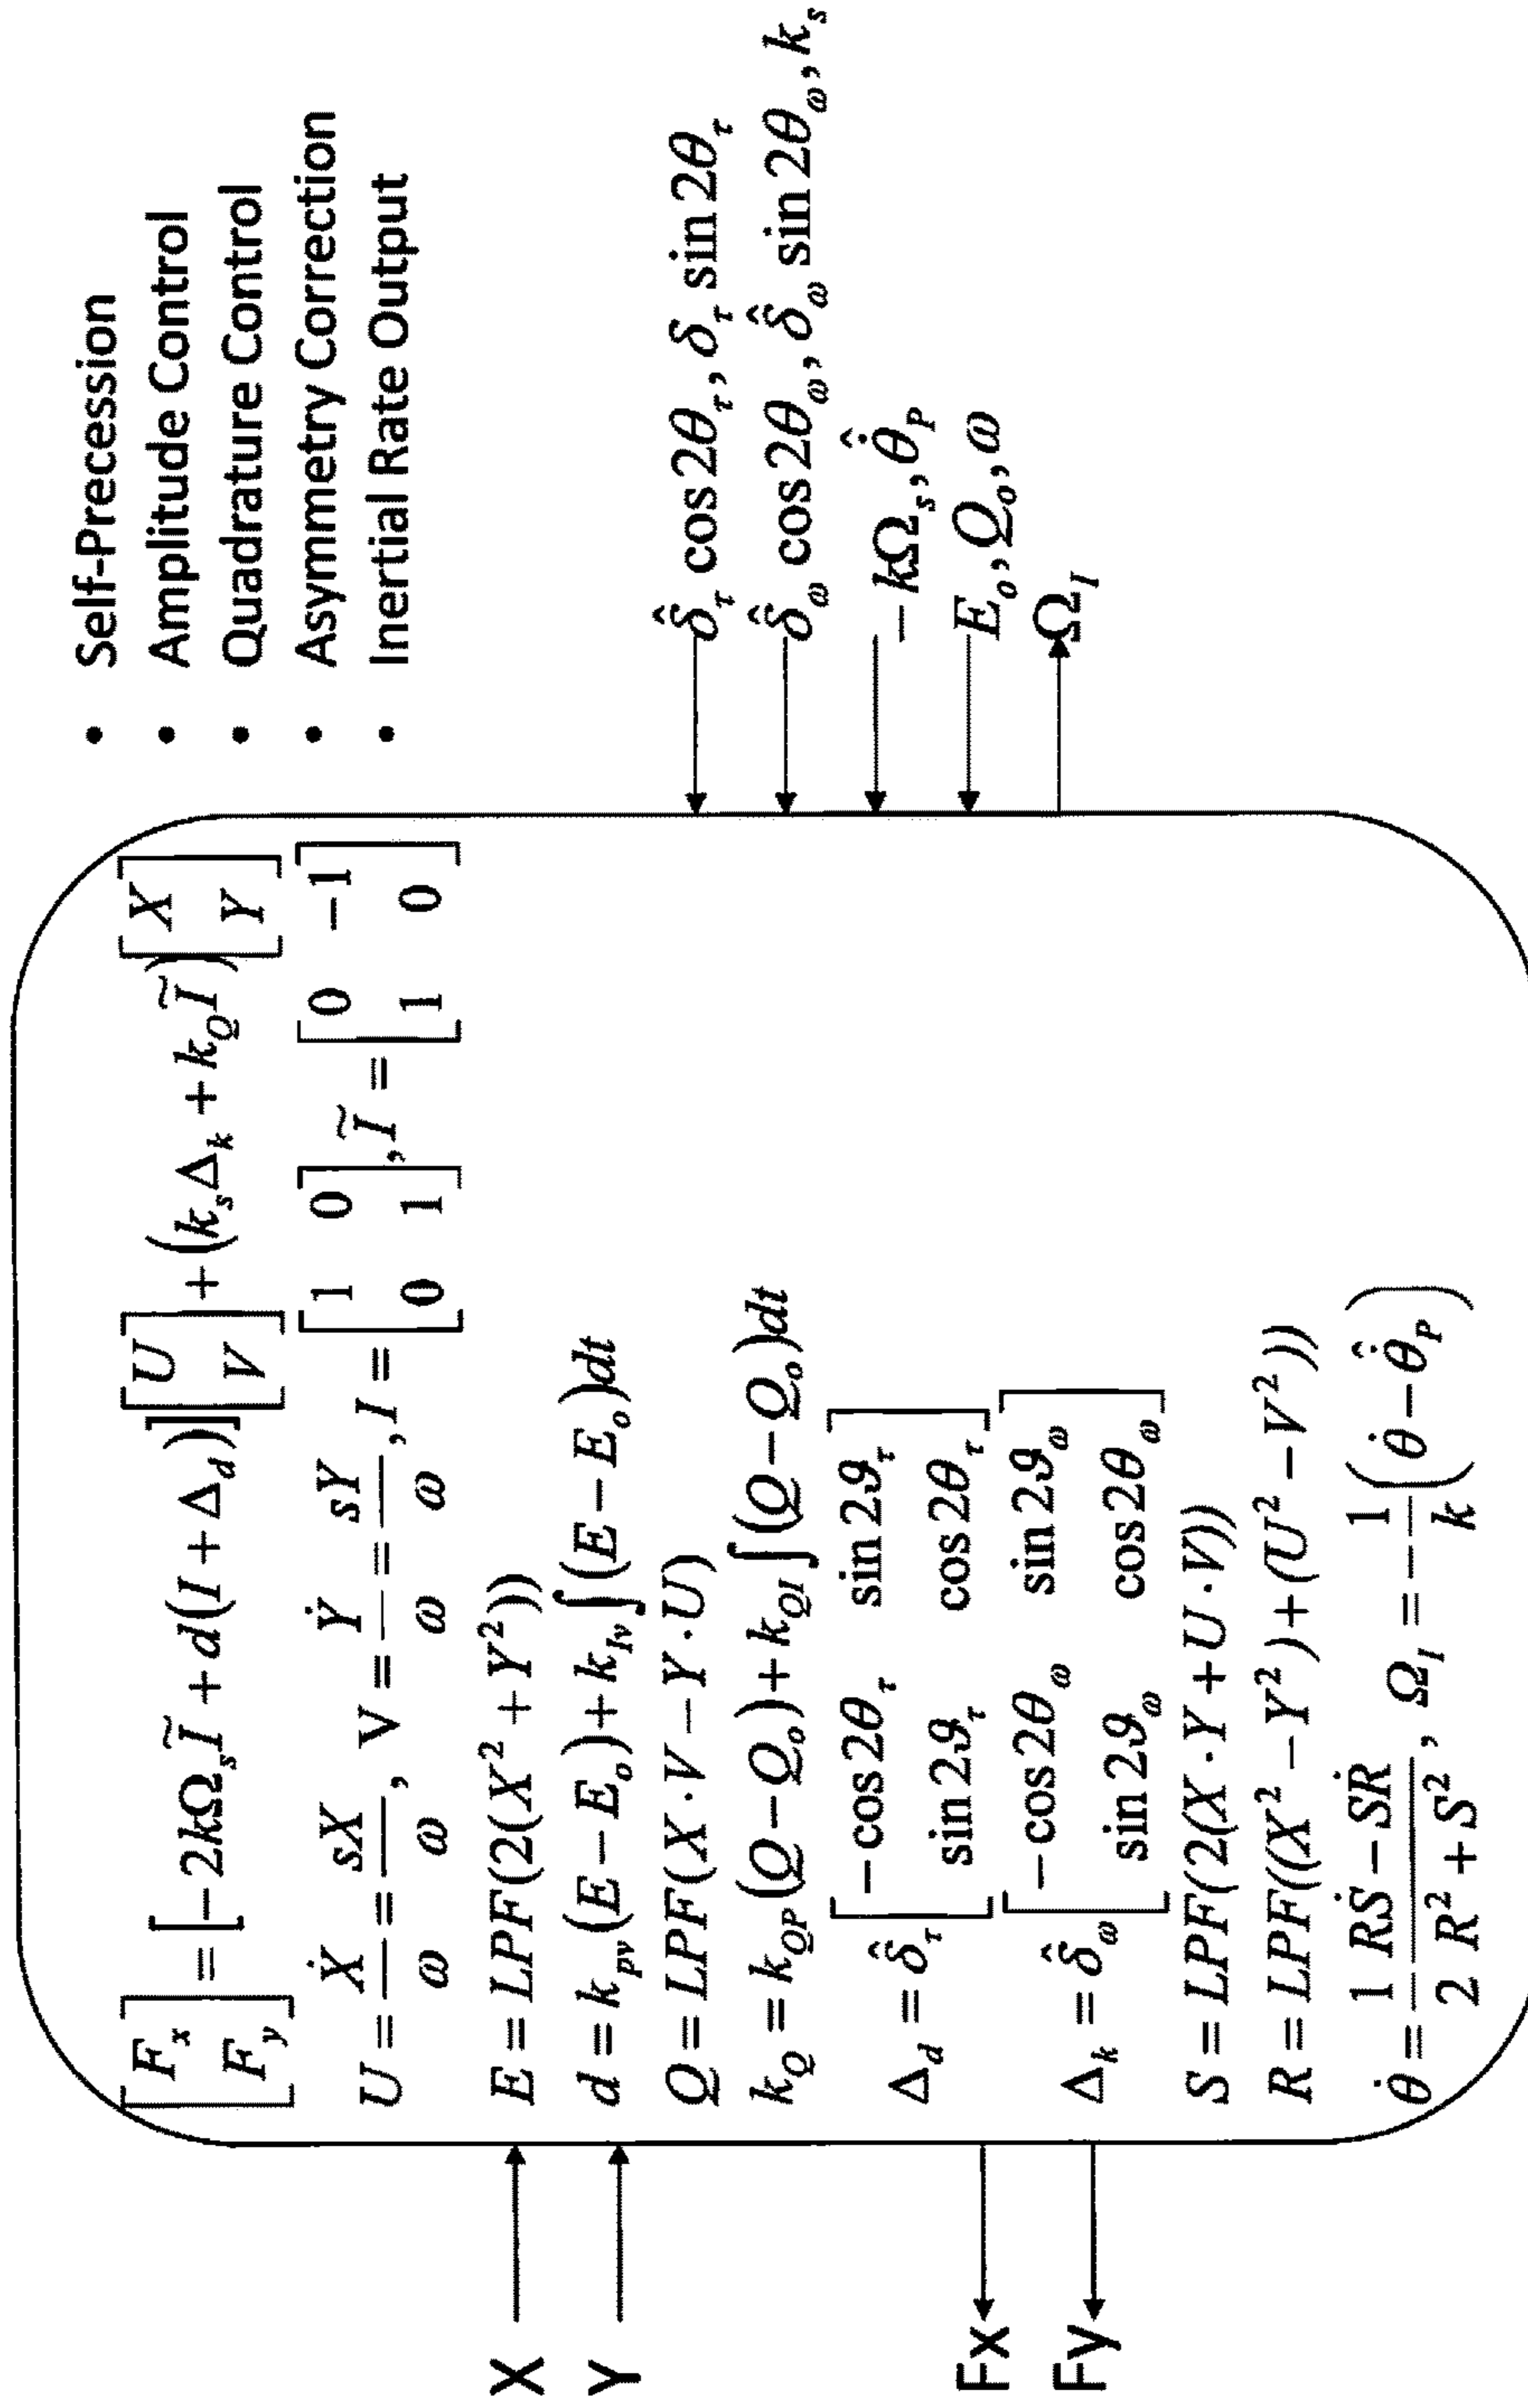 • Self-Precession
• Amplitude Control
• Quadrature Control
• Asymmetry Correction
• Inertial Rate Output
[F_x; F_y] = [−2kΩ_s Ĩ + d(I + Δ_d)] [U; V] + (k_s Δ_k + k_Q Ĩ) [X; Y]
U = Ẋ/ω = sX/ω, V = Ẏ/ω = sY/ω, I = [1 0; 0 1], Ĩ = [0 −1; 1 0]
E = LPF(2(X² + Y²))
d = k_pv (E − E_o) + k_Iv ∫(E − E_o)dt
Q = LPF(X · V − Y · U)
k_Q = k_QP (Q − Q_o) + k_QI ∫(Q − Q_o)dt
Δ_d = δ̂_τ [−cos 2θ_τ sin 2ϑ_τ; sin 2ϑ_τ cos 2θ_τ]
Δ_k = δ̂_ω [−cos 2θ_ω sin 2ϑ_ω; sin 2ϑ_ω cos 2θ_ω]
S = LPF(2(X · Y + U · V))
R = LPF((X² − Y²) + (U² − V²))
θ̇ = 1/2 (RṠ − SṘ)/(R² + S²), Ω_I = −1/k (θ̇ − θ̇̂_P)
X
Y
Fx
Fy
δ̂_τ cos 2θ_τ, δ_τ sin 2θ_τ
δ̂_ω cos 2θ_ω, δ̂_ω sin 2θ_ω, k_s
−kΩ_s, θ̇̂_P
E_o, Q_o, ω
Ω_I